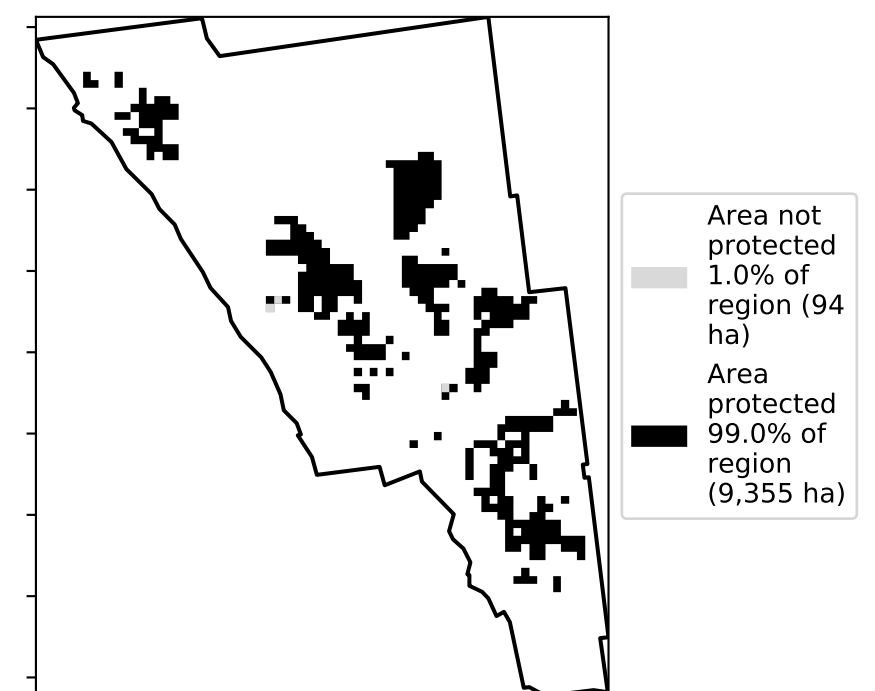 Area not
protected
1.0% of
region (94
ha)
Area
protected
99.0% of
region
(9,355 ha)